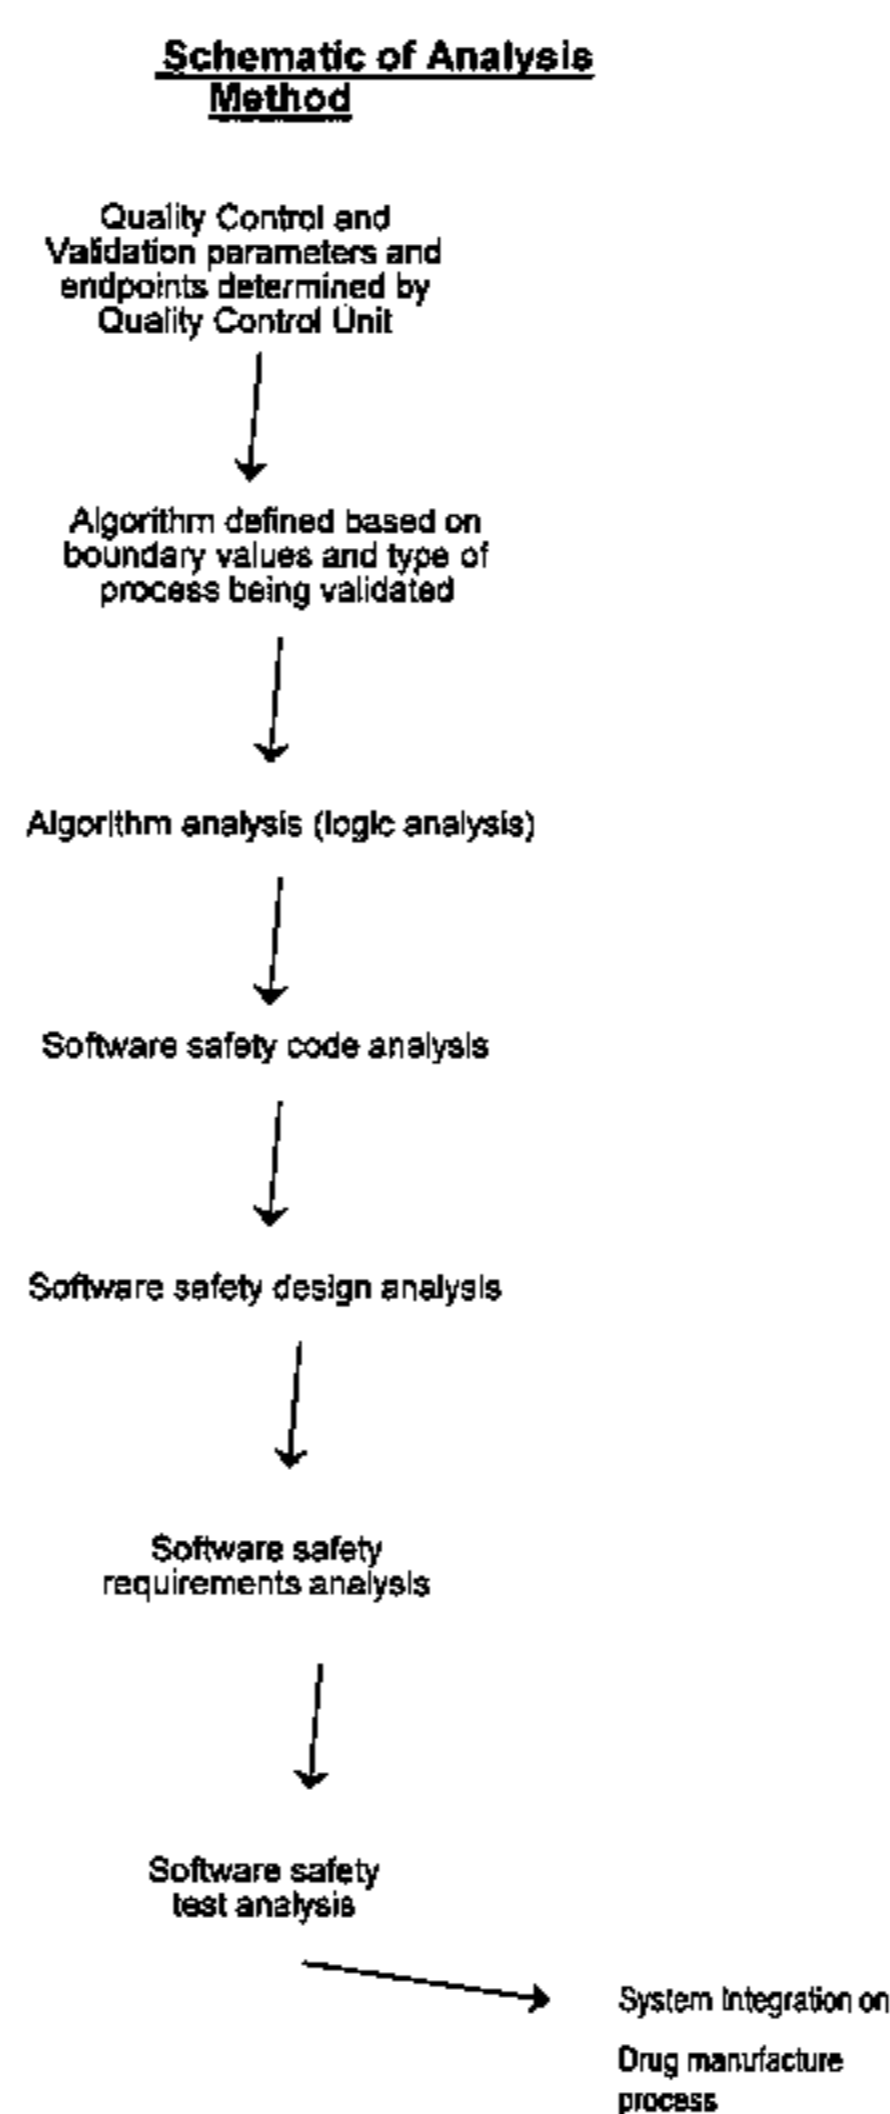 Schematic of Analysis
Method
Quality Control and
Validation parameters and
endpoints determined by
Quality Control Unit
Algorithm defined based on
boundary values and type of
process being validated
Algorithm analysis (logic analysis)
Software safety code analysis
Software safety design analysis
Software safety
requirements analysis
Software safety
test analysis
System Integration on
Drug manufacture
process